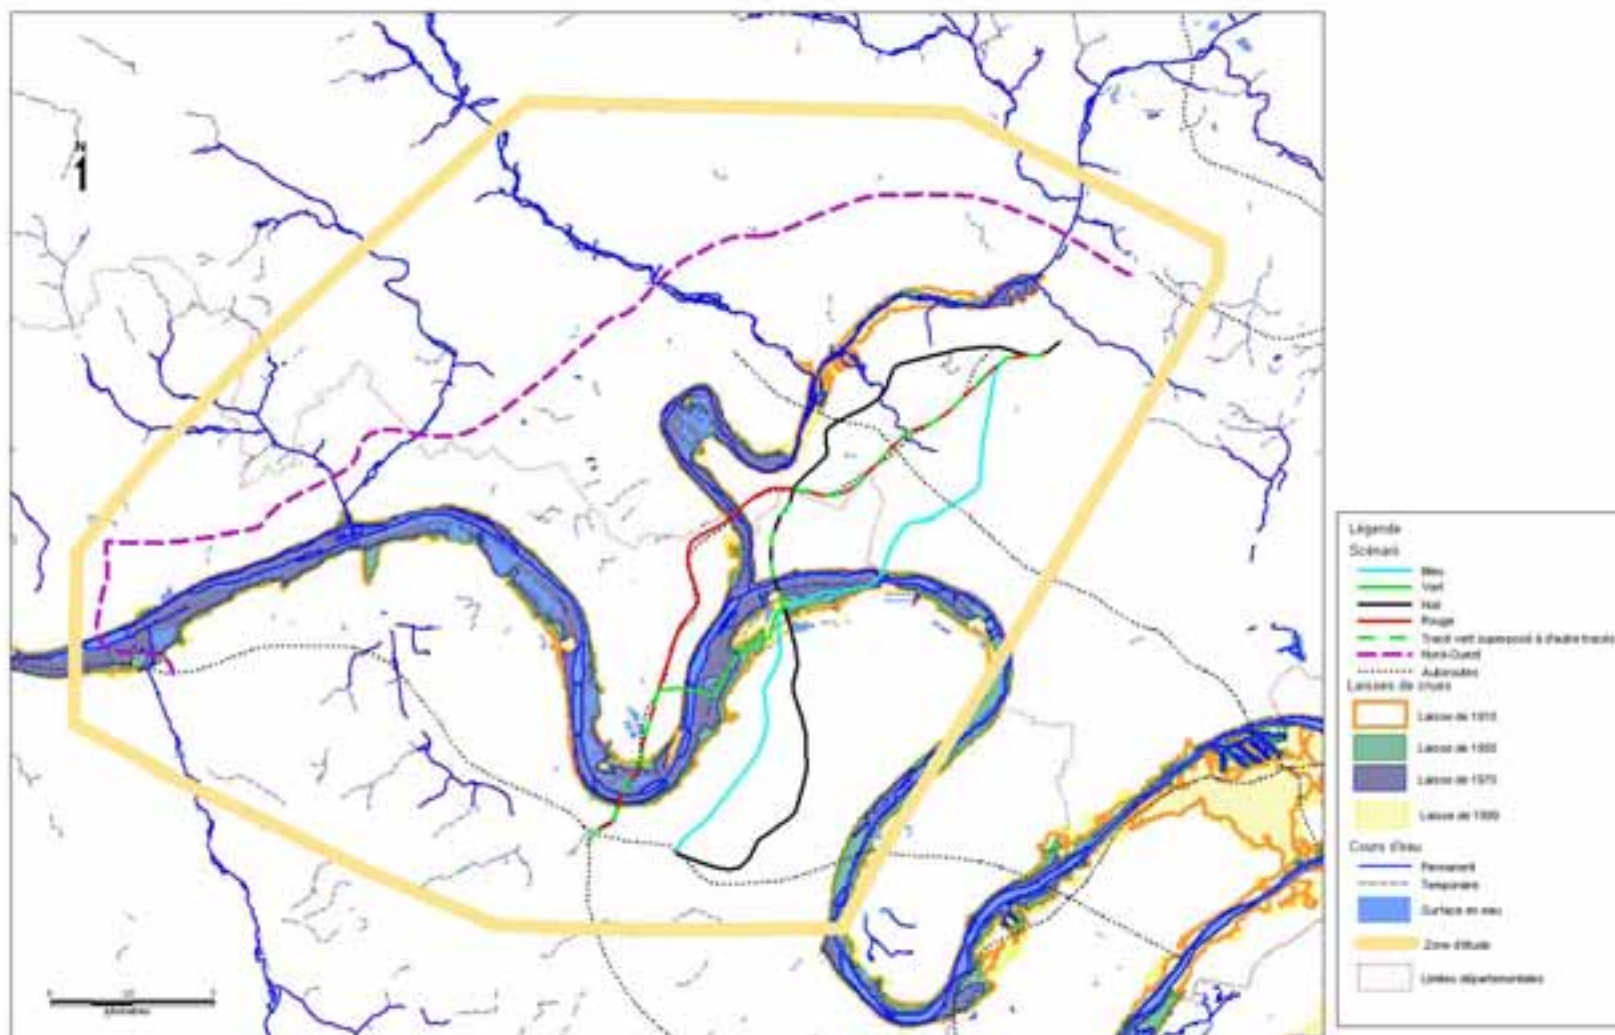 N
Légende
Scénarii
Bleu
Vert
Noir
Rouge
Tracé vert superposé à d'autre tracés
Nord-Ouest
Autoroutes
Laisses de crues
Laisse de 1910
Laisse de 1955
Laisse de 1970
Laisse de 1999
Cours d'eau
Permanent
Temporaire
Surface en eau
Zone d'étude
Limites départementales